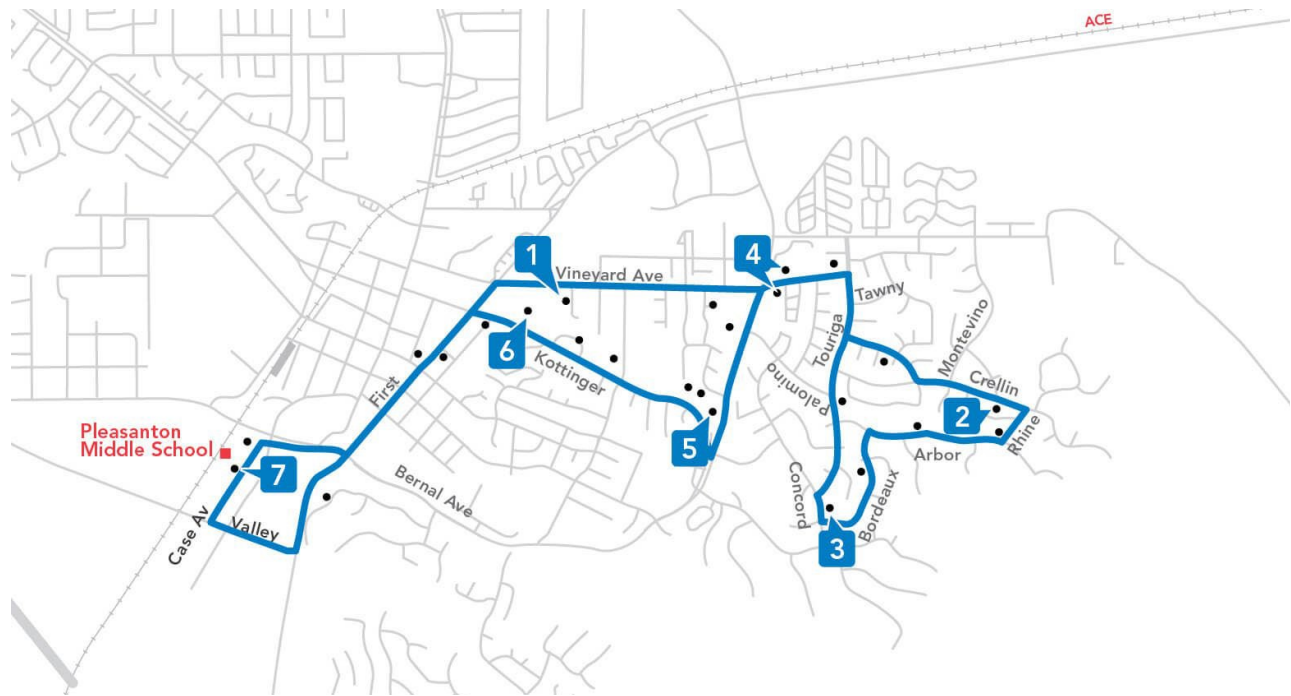 ACE
1
Vineyard Ave
4
Tawny
6
Kottinger
Touriga
Montevino
First
Palomino
Crellin
2
Pleasanton
Middle School
5
Rhine
Arbor
7
Bernal Ave
Concord
Bordeaux
Valley
Case Av
3